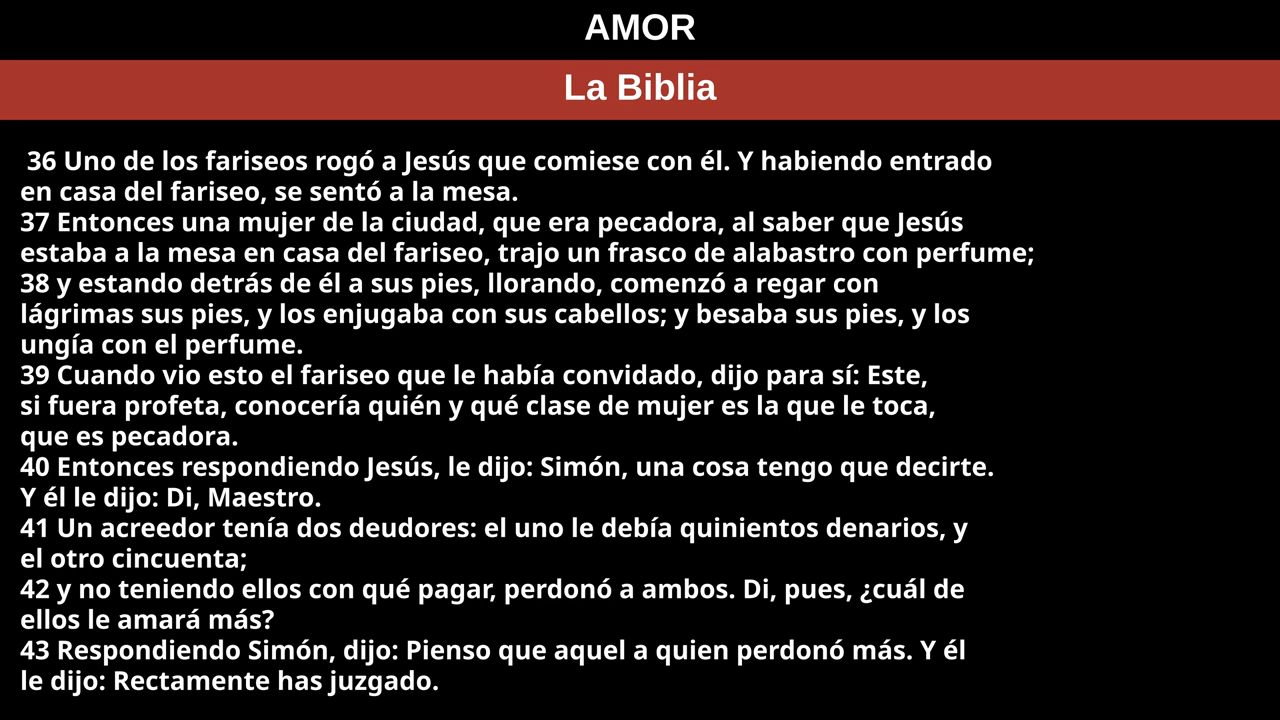 AMOR
La Biblia
36 Uno de los fariseos rogó a Jesús que comiese con él. Y habiendo entrado
en casa del fariseo, se sentó a la mesa.
37 Entonces una mujer de la ciudad, que era pecadora, al saber que Jesús
estaba a la mesa en casa del fariseo, trajo un frasco de alabastro con perfume;
38 y estando detrás de él a sus pies, llorando, comenzó a regar con
lágrimas sus pies, y los enjugaba con sus cabellos; y besaba sus pies, y los
ungía con el perfume.
39 Cuando vio esto el fariseo que le había convidado, dijo para sí: Este,
si fuera profeta, conocería quién y qué clase de mujer es la que le toca,
que es pecadora.
40 Entonces respondiendo Jesús, le dijo: Simón, una cosa tengo que decirte.
Y él le dijo: Di, Maestro.
41 Un acreedor tenía dos deudores: el uno le debía quinientos denarios, y
el otro cincuenta;
42 y no teniendo ellos con qué pagar, perdonó a ambos. Di, pues, ¿cuál de
ellos le amará más?
43 Respondiendo Simón, dijo: Pienso que aquel a quien perdonó más. Y él
le dijo: Rectamente has juzgado.